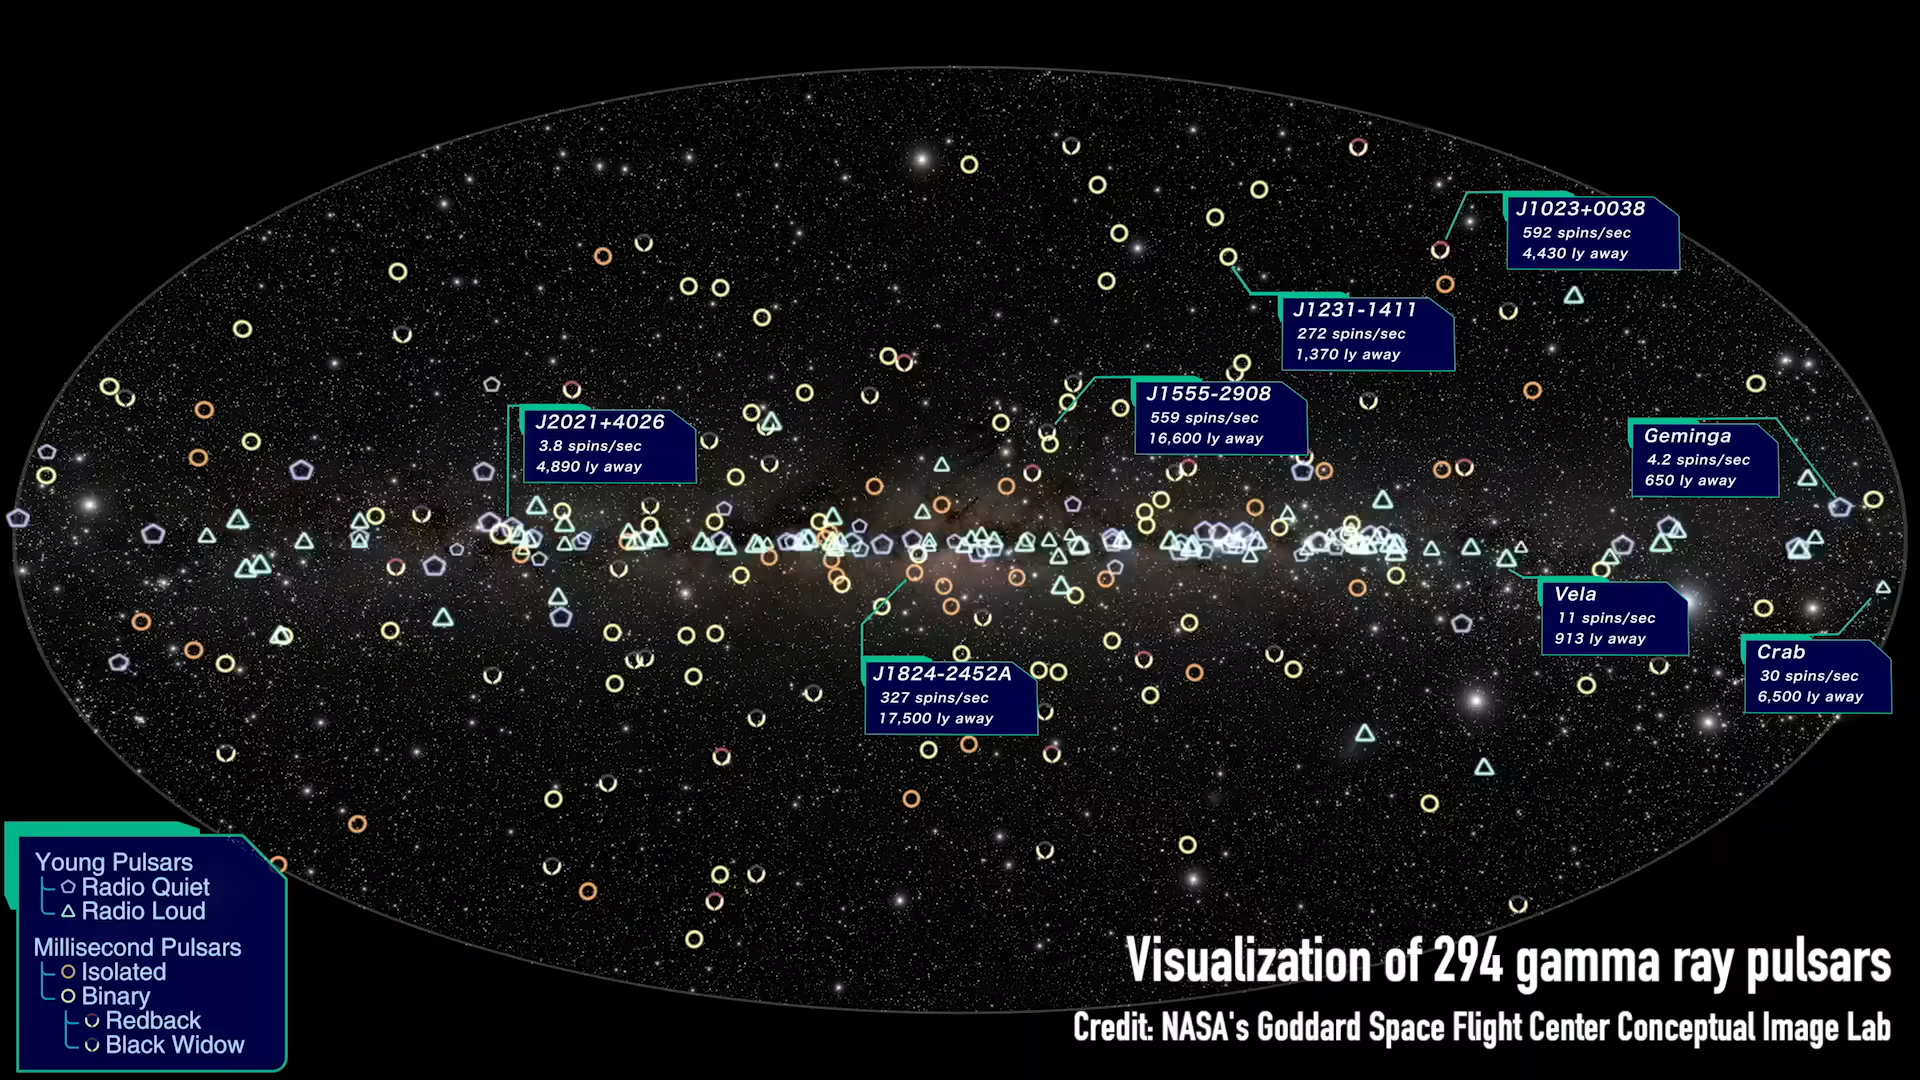 J1023+0038
592 spins/sec
4,430 ly away
J1231-1411
272 spins/sec
1,370 ly away
J1555-2908
559 spins/sec
16,600 ly away
J2021+4026
3.8 spins/sec
4,890 ly away
Geminga
4.2 spins/sec
650 ly away
Vela
11 spins/sec
913 ly away
Crab
30 spins/sec
6,500 ly away
J1824-2452A
327 spins/sec
17,500 ly away
Young Pulsars
Radio Quiet
Radio Loud
Millisecond Pulsars
Isolated
Binary
Redback
Black Widow
Visualization of 294 gamma ray pulsars
Credit: NASA's Goddard Space Flight Center Conceptual Image Lab